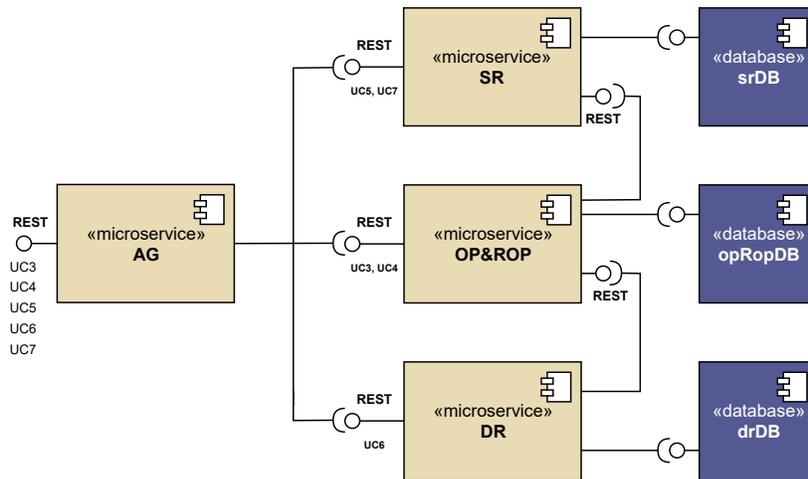 REST
«microservice»
SR
UC5, UC7
REST
«database»
srDB
REST
UC3
UC4
UC5
UC6
UC7
«microservice»
AG
REST
UC3, UC4
«microservice»
OP&ROP
REST
«database»
opRopDB
REST
UC6
«microservice»
DR
«database»
drDB